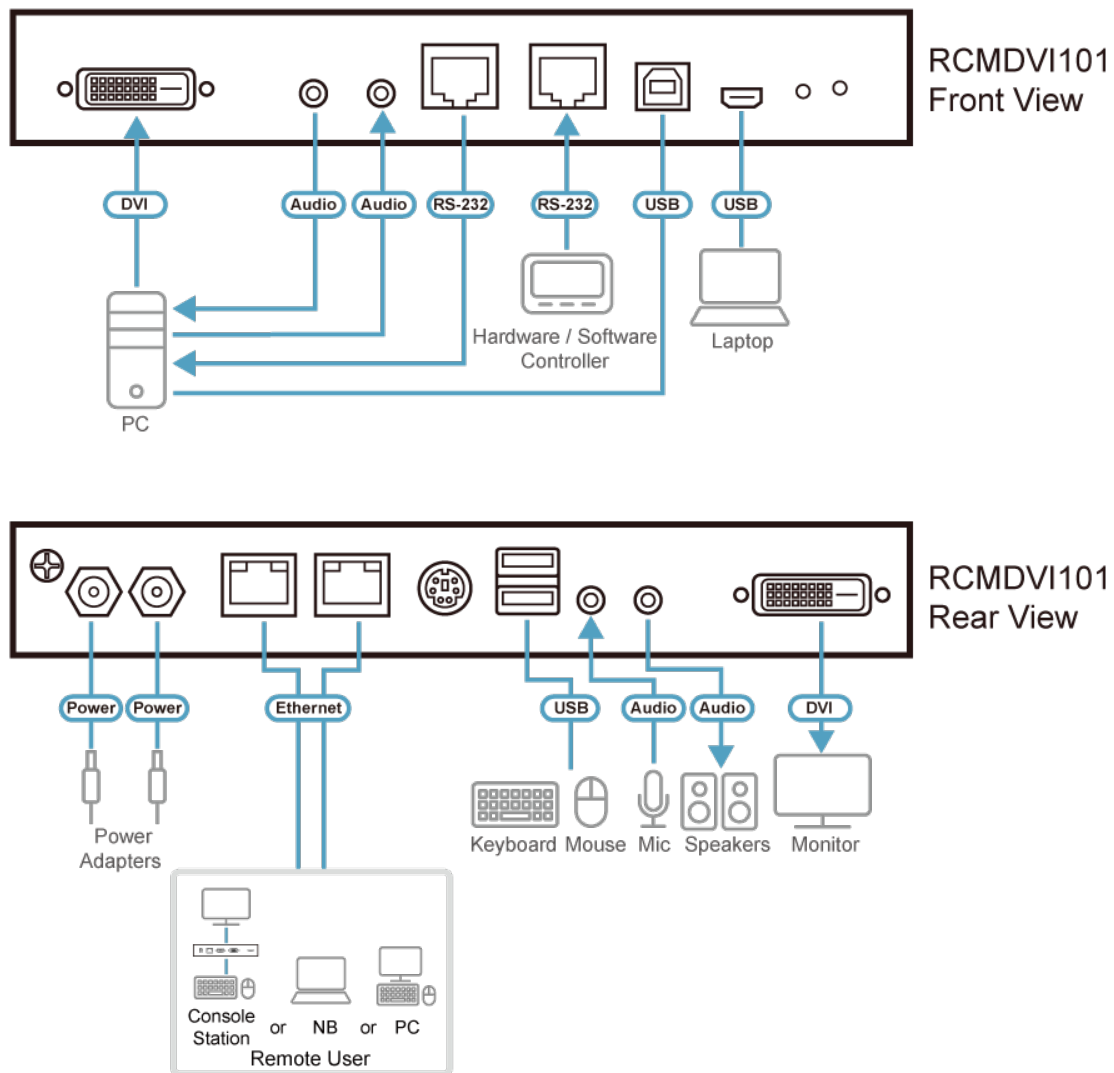 RCMDVI101
Front View
DVI
Audio
Audio
RS-232
RS-232
USB
USB
Hardware / Software
Controller
Laptop
PC
RCMDVI101
Rear View
Power
Power
Ethernet
USB
Audio
Audio
DVI
Power
Adapters
Keyboard
Mouse
Mic
Speakers
Monitor
Console
Station
or
NB
or
PC
Remote User